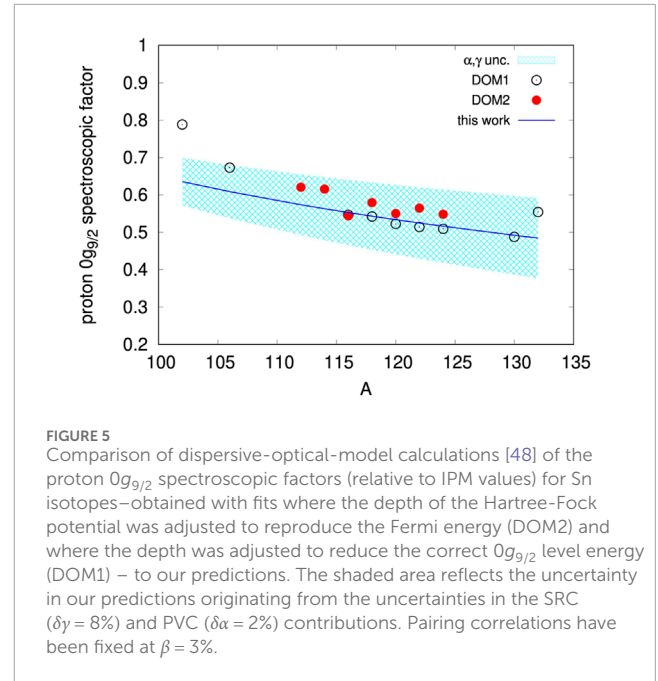 1
0.9
0.8
0.7
0.6
0.5
0.4
0.3
0.2
proton 0g9/2 spectroscopic factor
α,γ unc.
DOM1
DOM2
this work
100 105 110 115 120 125 130 135
A
FIGURE 5
Comparison of dispersive-optical-model calculations [48] of the
proton 0g9/2 spectroscopic factors (relative to IPM values) for Sn
isotopes–obtained with fits where the depth of the Hartree-Fock
potential was adjusted to reproduce the Fermi energy (DOM2) and
where the depth was adjusted to reduce the correct 0g9/2 level energy
(DOM1) – to our predictions. The shaded area reflects the uncertainty
in our predictions originating from the uncertainties in the SRC
(δγ = 8%) and PVC (δα = 2%) contributions. Pairing correlations have
been fixed at β = 3%.